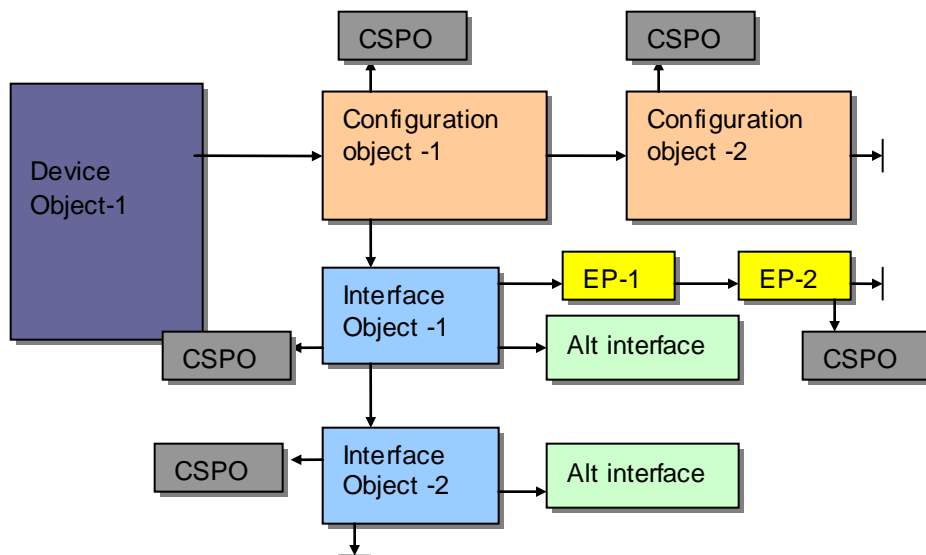 CSPO
CSPO
Configuration
object -1
Configuration
object -2
Device
Object-1
EP-1
EP-2
Interface
Object -1
Alt interface
CSPO
CSPO
Interface
Object -2
Alt interface
CSPO